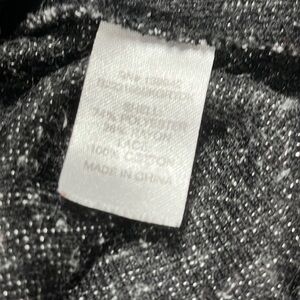 SHELL:
74% POLYESTER
26% RAYON
LACE:
100% COTTON
MADE IN CHINA